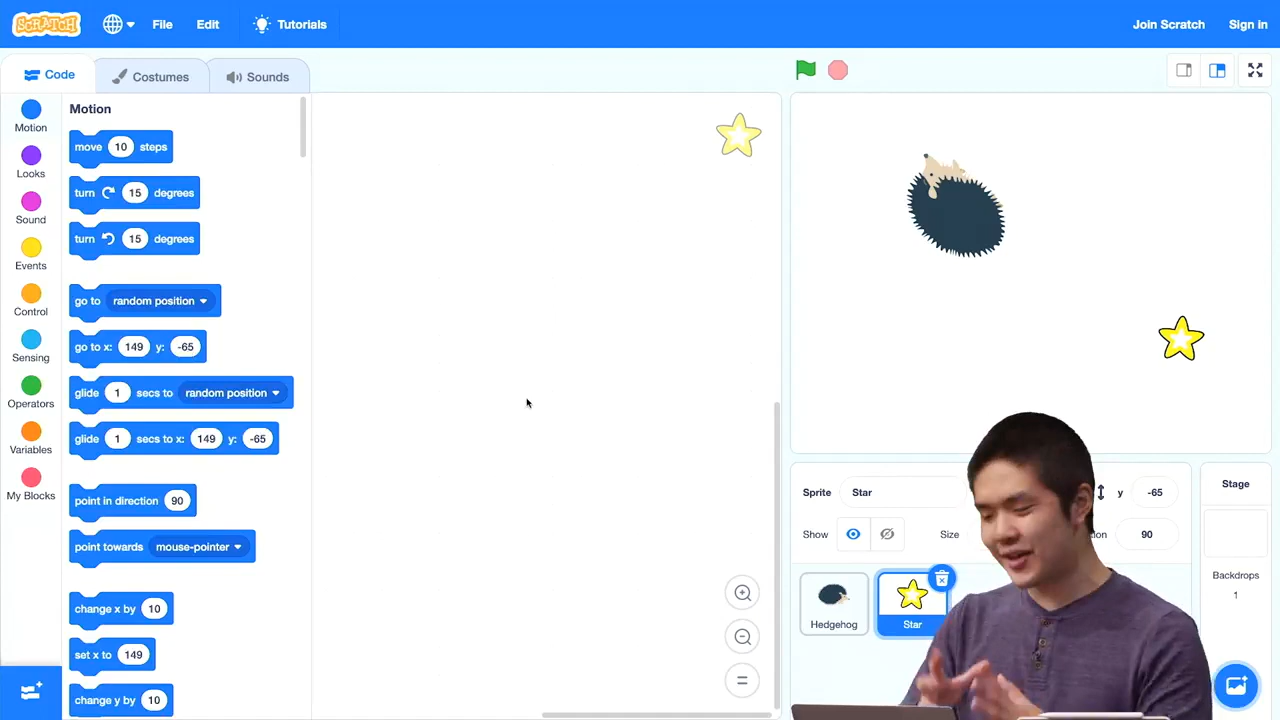 SCRATCH File Edit Tutorials Join Scratch Sign in
Code Costumes Sounds
Motion
Looks
Sound
Events
Control
Sensing
Operators
Variables
My Blocks
Motion
move 10 steps
turn 15 degrees
turn 15 degrees
go to random position
go to x: 149 y: -65
glide 1 secs to random position
glide 1 secs to x: 149 y: -65
point in direction 90
point towards mouse-pointer
change x by 10
set x to 149
change y by 10
Sprite Star y -65
Show Size 90
Hedgehog
Star
Stage
Backdrops
1